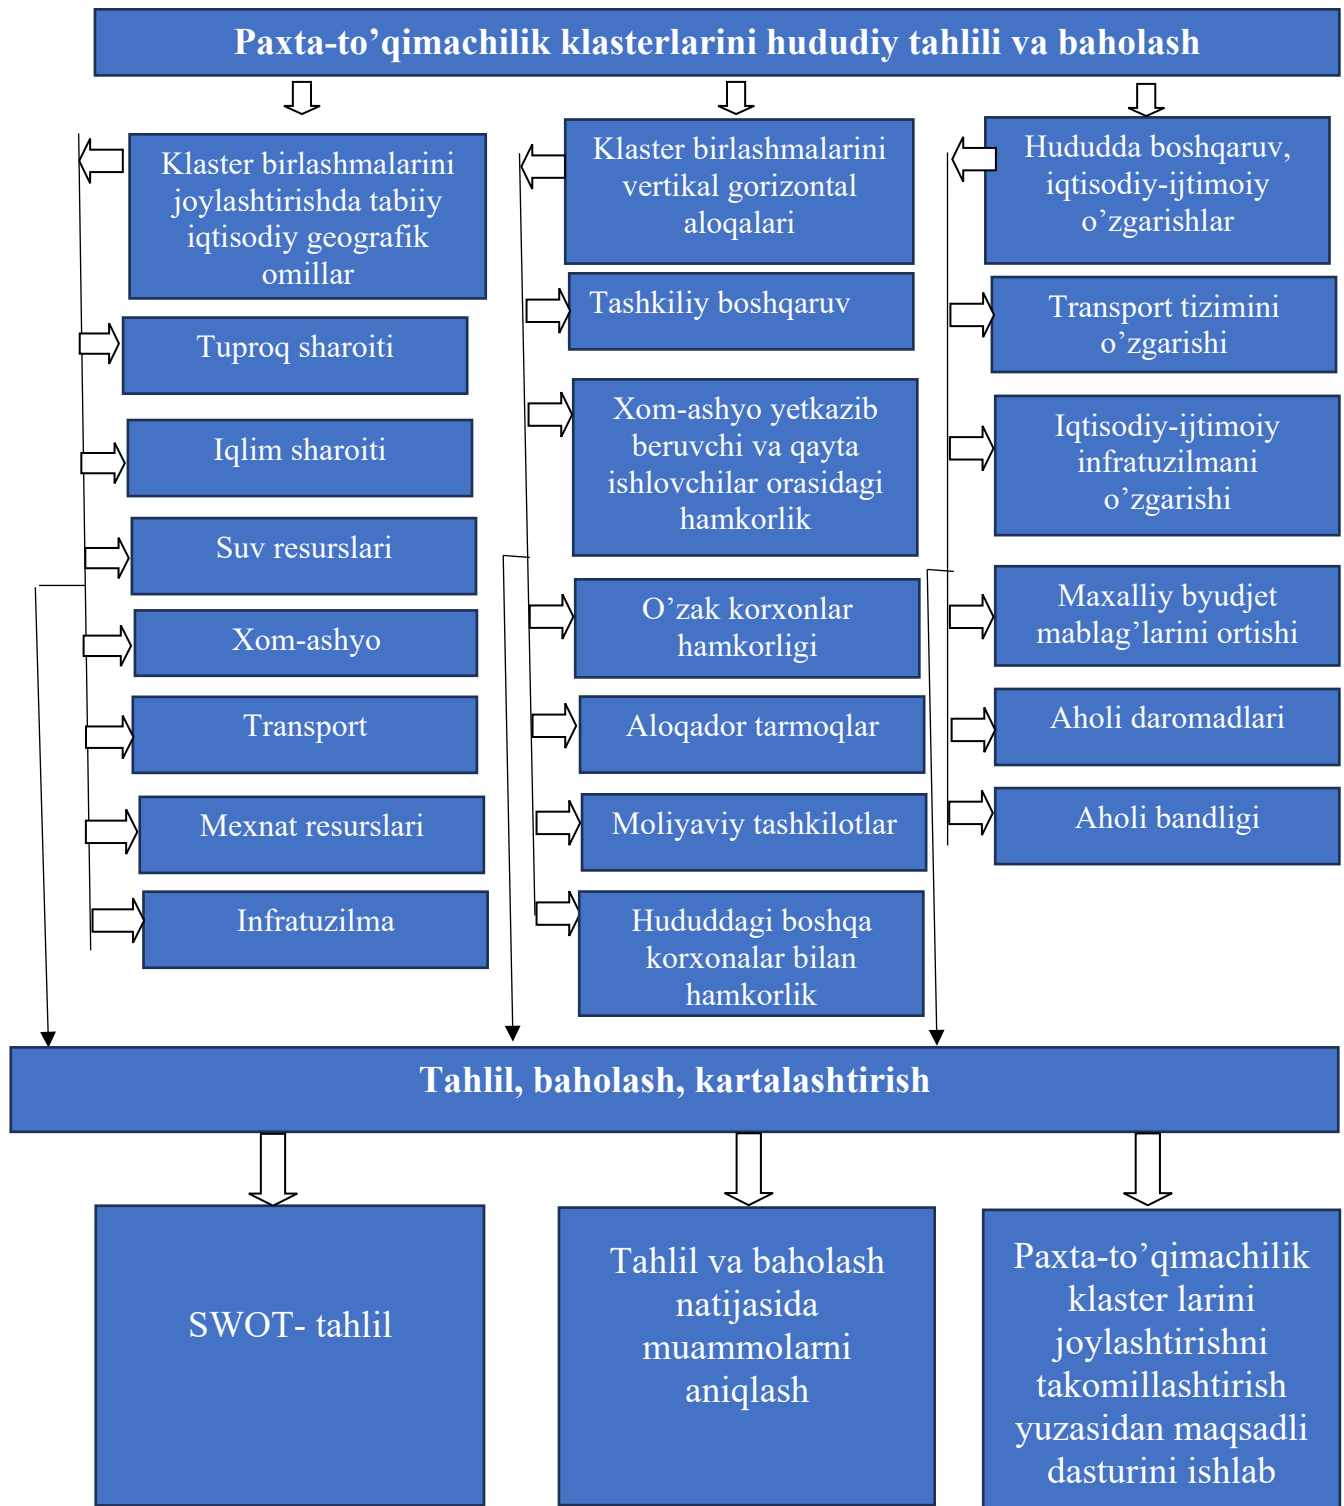 Paxta-to’qimachilik klasterlarini hududiy tahlili va baholash
Klaster birlashmalarini
joylashtirishda tabiiy
iqtisodiy geografik
omillar
Tuproq sharoiti
Iqlim sharoiti
Suv resurslari
Xom-ashyo
Transport
Mexnat resurslari
Infratuzilma
Klaster birlashmalarini
vertikal gorizontal
aloqalari
Tashkiliy boshqaruv
Xom-ashyo yetkazib
beruvchi va qayta
ishlovchilar orasidagi
hamkorlik
O’zak korxonlar
hamkorligi
Aloqador tarmoqlar
Moliyaviy tashkilotlar
Hududdagi boshqa
korxonalar bilan
hamkorlik
Hududda boshqaruv,
iqtisodiy-ijtimoiy
o’zgarishlar
Transport tizimini
o’zgarishi
Iqtisodiy-ijtimoiy
infratuzilmani
o’zgarishi
Maxalliy byudjet
mablag’larini ortishi
Aholi daromadlari
Aholi bandligi
Tahlil, baholash, kartalashtirish
SWOT- tahlil
Tahlil va baholash
natijasida
muammolarni
aniqlash
Paxta-to’qimachilik
klaster larini
joylashtirishni
takomillashtirish
yuzasidan maqsadli
dasturini ishlab